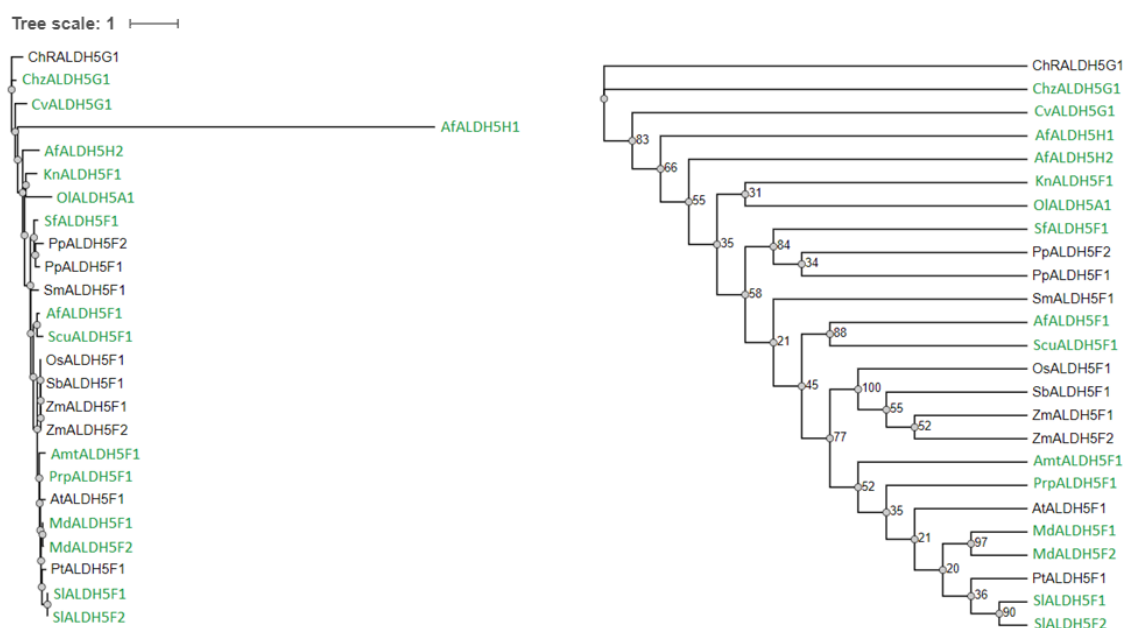 Tree scale: 1
ChRALDH5G1
ChzALDH5G1
CvALDH5G1
AfALDH5H1
AfALDH5H2
KnALDH5F1
OlALDH5A1
SfALDH5F1
PpALDH5F2
PpALDH5F1
SmALDH5F1
AfALDH5F1
ScuALDH5F1
OsALDH5F1
SbALDH5F1
ZmALDH5F1
ZmALDH5F2
AmtALDH5F1
PrpALDH5F1
AtALDH5F1
MdALDH5F1
MdALDH5F2
PtALDH5F1
SlALDH5F1
SlALDH5F2
ChRALDH5G1
ChzALDH5G1
CvALDH5G1
83
AfALDH5H1
66
AfALDH5H2
55
KnALDH5F1
31
OlALDH5A1
35
SfALDH5F1
84
PpALDH5F2
34
PpALDH5F1
58
SmALDH5F1
21
AfALDH5F1
88
ScuALDH5F1
45
OsALDH5F1
100
SbALDH5F1
55
ZmALDH5F1
52
ZmALDH5F2
77
AmtALDH5F1
52
PrpALDH5F1
35
AtALDH5F1
21
MdALDH5F1
97
MdALDH5F2
20
PtALDH5F1
36
SlALDH5F1
90
SlALDH5F2